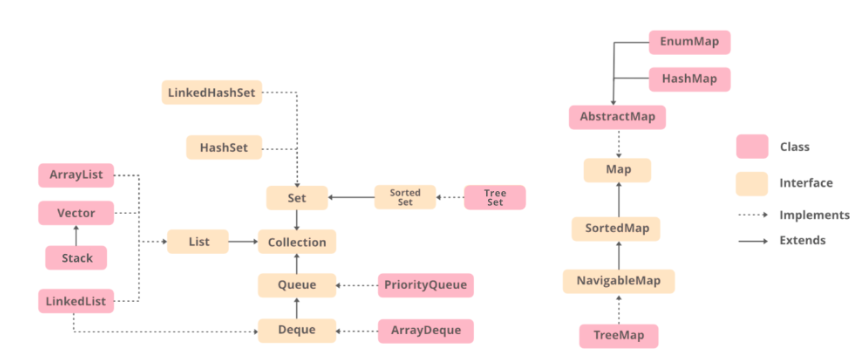 EnumMap
HashMap
AbstractMap
Map
SortedMap
NavigableMap
TreeMap
LinkedHashSet
HashSet
ArrayList
Vector
Stack
LinkedList
Set
Sorted
Set
Tree
Set
List
Collection
Queue
PriorityQueue
Deque
ArrayDeque
Class
Interface
Implements
Extends